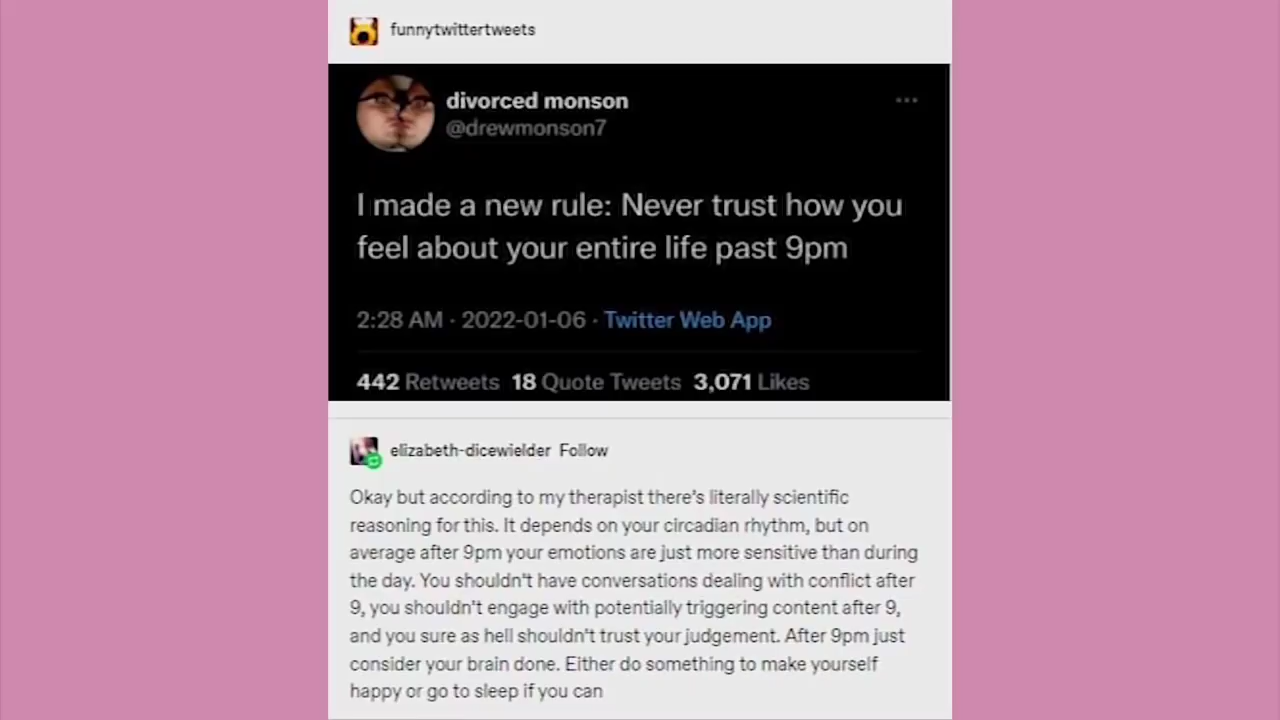 funnytwittertweets
divorced monson
@drewmonson7
I made a new rule: Never trust how you
feel about your entire life past 9pm
2:28 AM · 2022-01-06 · Twitter Web App
442 Retweets 18 Quote Tweets 3,071 Likes
elizabeth-dicewielder Follow
Okay but according to my therapist there's literally scientific
reasoning for this. It depends on your circadian rhythm, but on
average after 9pm your emotions are just more sensitive than during
the day. You shouldn't have conversations dealing with conflict after
9, you shouldn't engage with potentially triggering content after 9,
and you sure as hell shouldn't trust your judgement. After 9pm just
consider your brain done. Either do something to make yourself
happy or go to sleep if you can